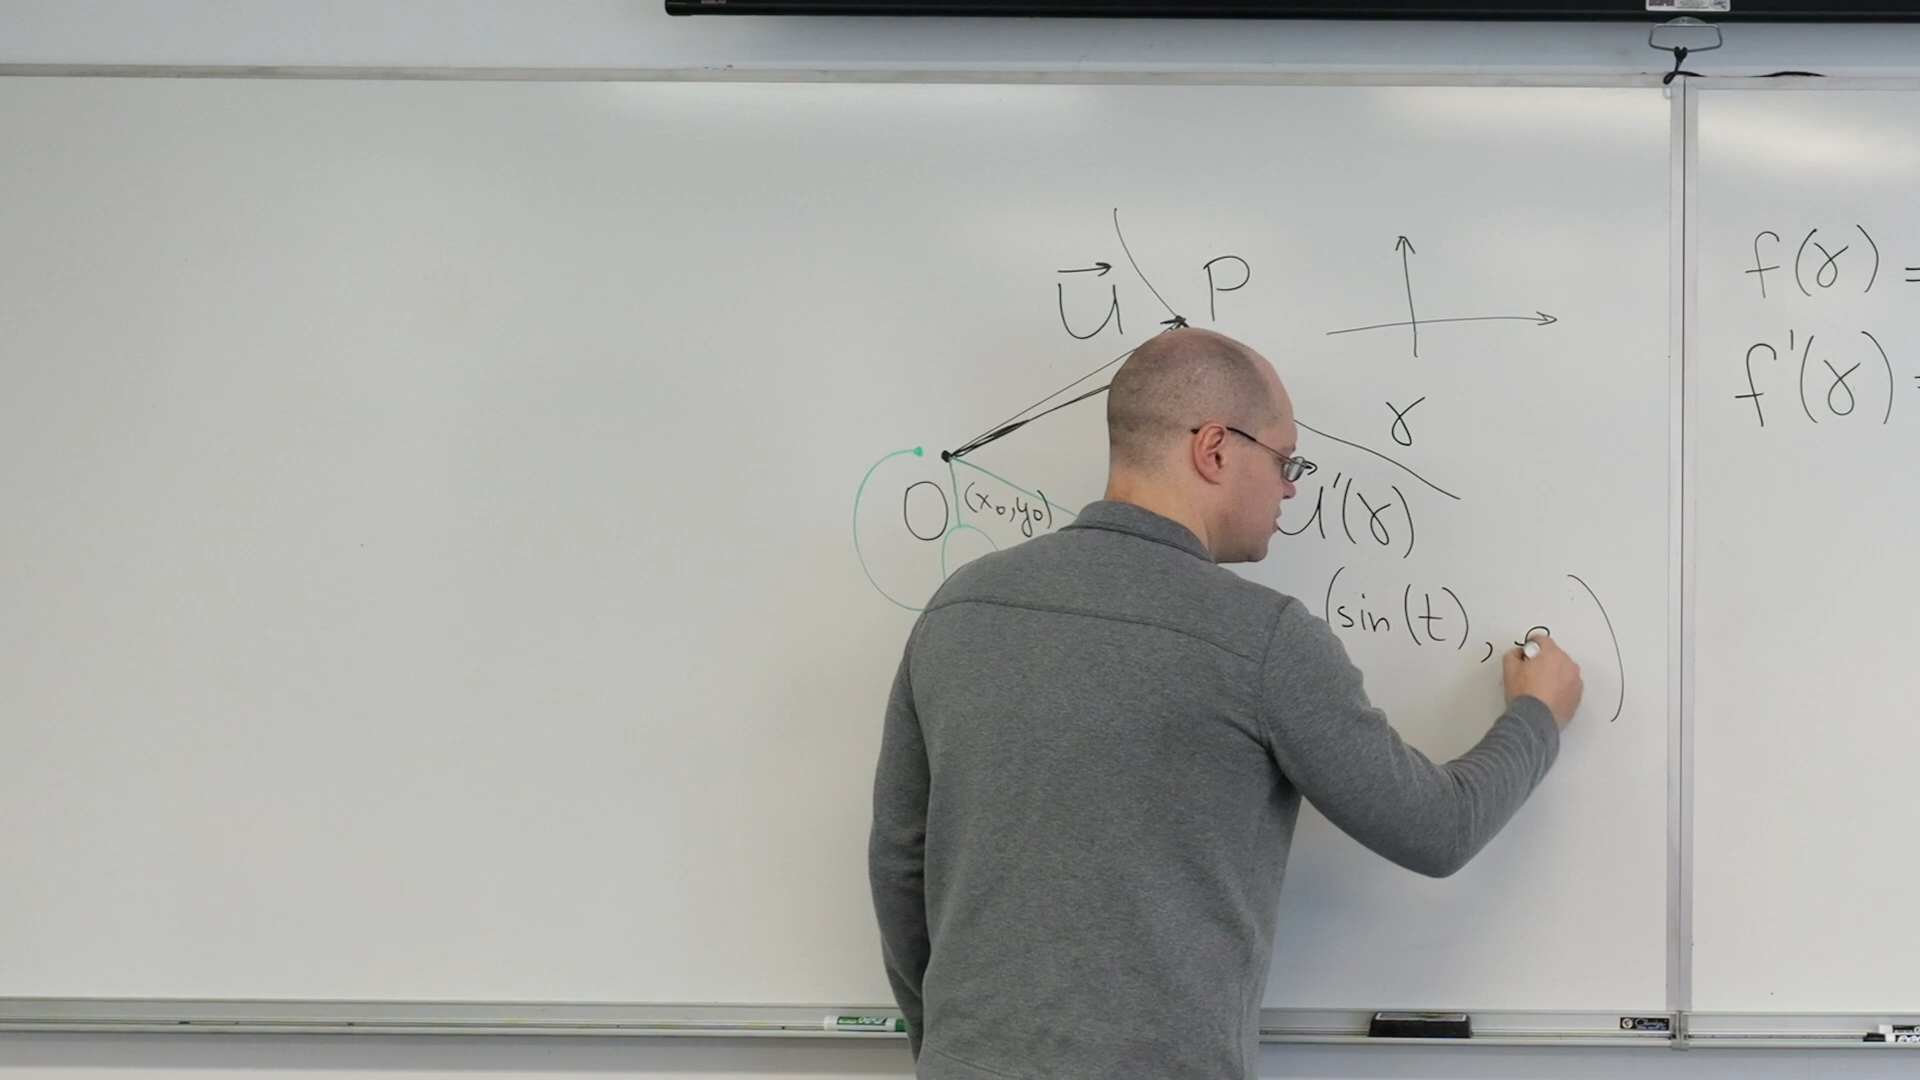 U P
γ
O (x₀,y₀)
U'(γ)
(sin(t),
f(γ) =
f'(γ) =